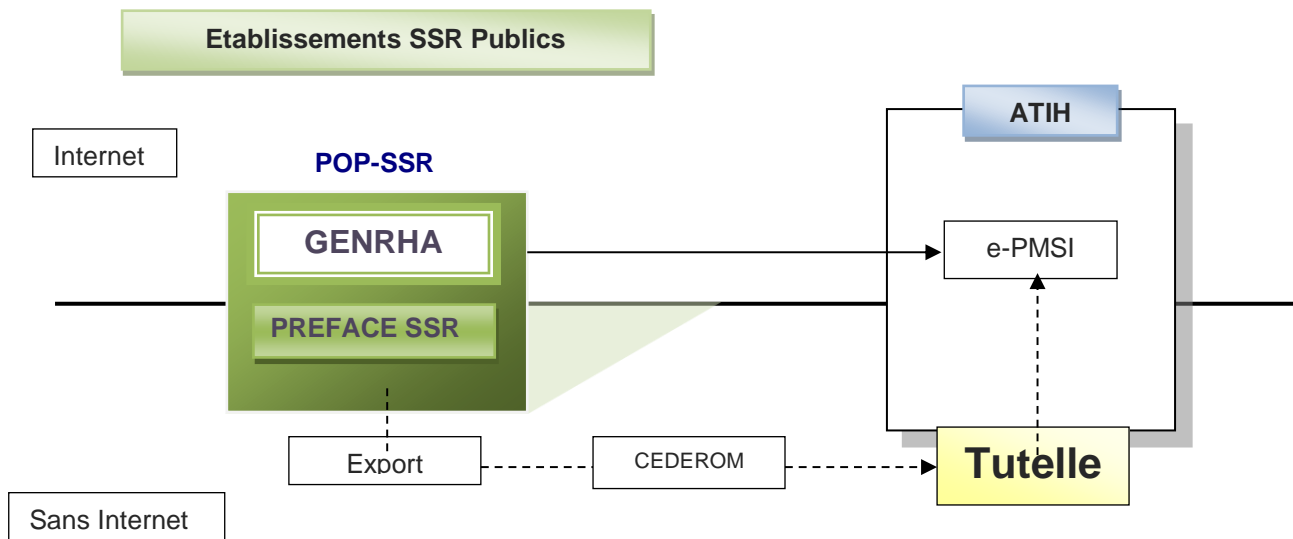 Etablissements SSR Publics
ATIH
Internet
POP-SSR
GENRHA
e-PMSI
PREFACE SSR
Export
CEDEROM
Tutelle
Sans Internet